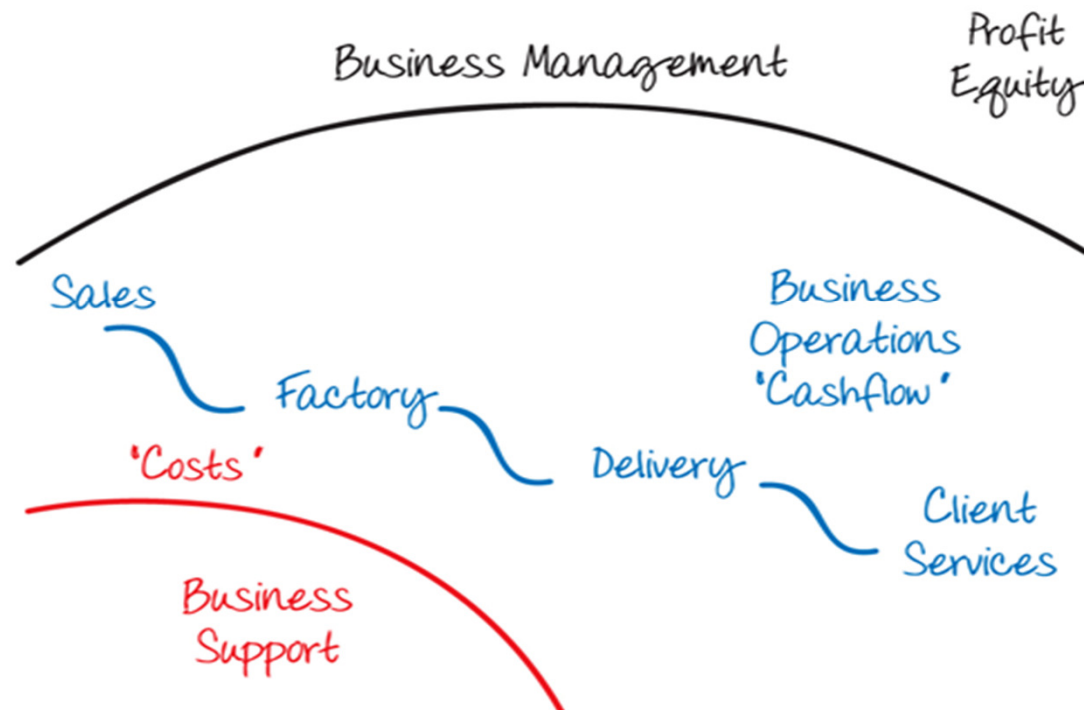 Business Management
Profit
Equity
Sales
Business
Operations
"Cashflow"
Factory
"Costs"
Delivery
Client
Services
Business
Support